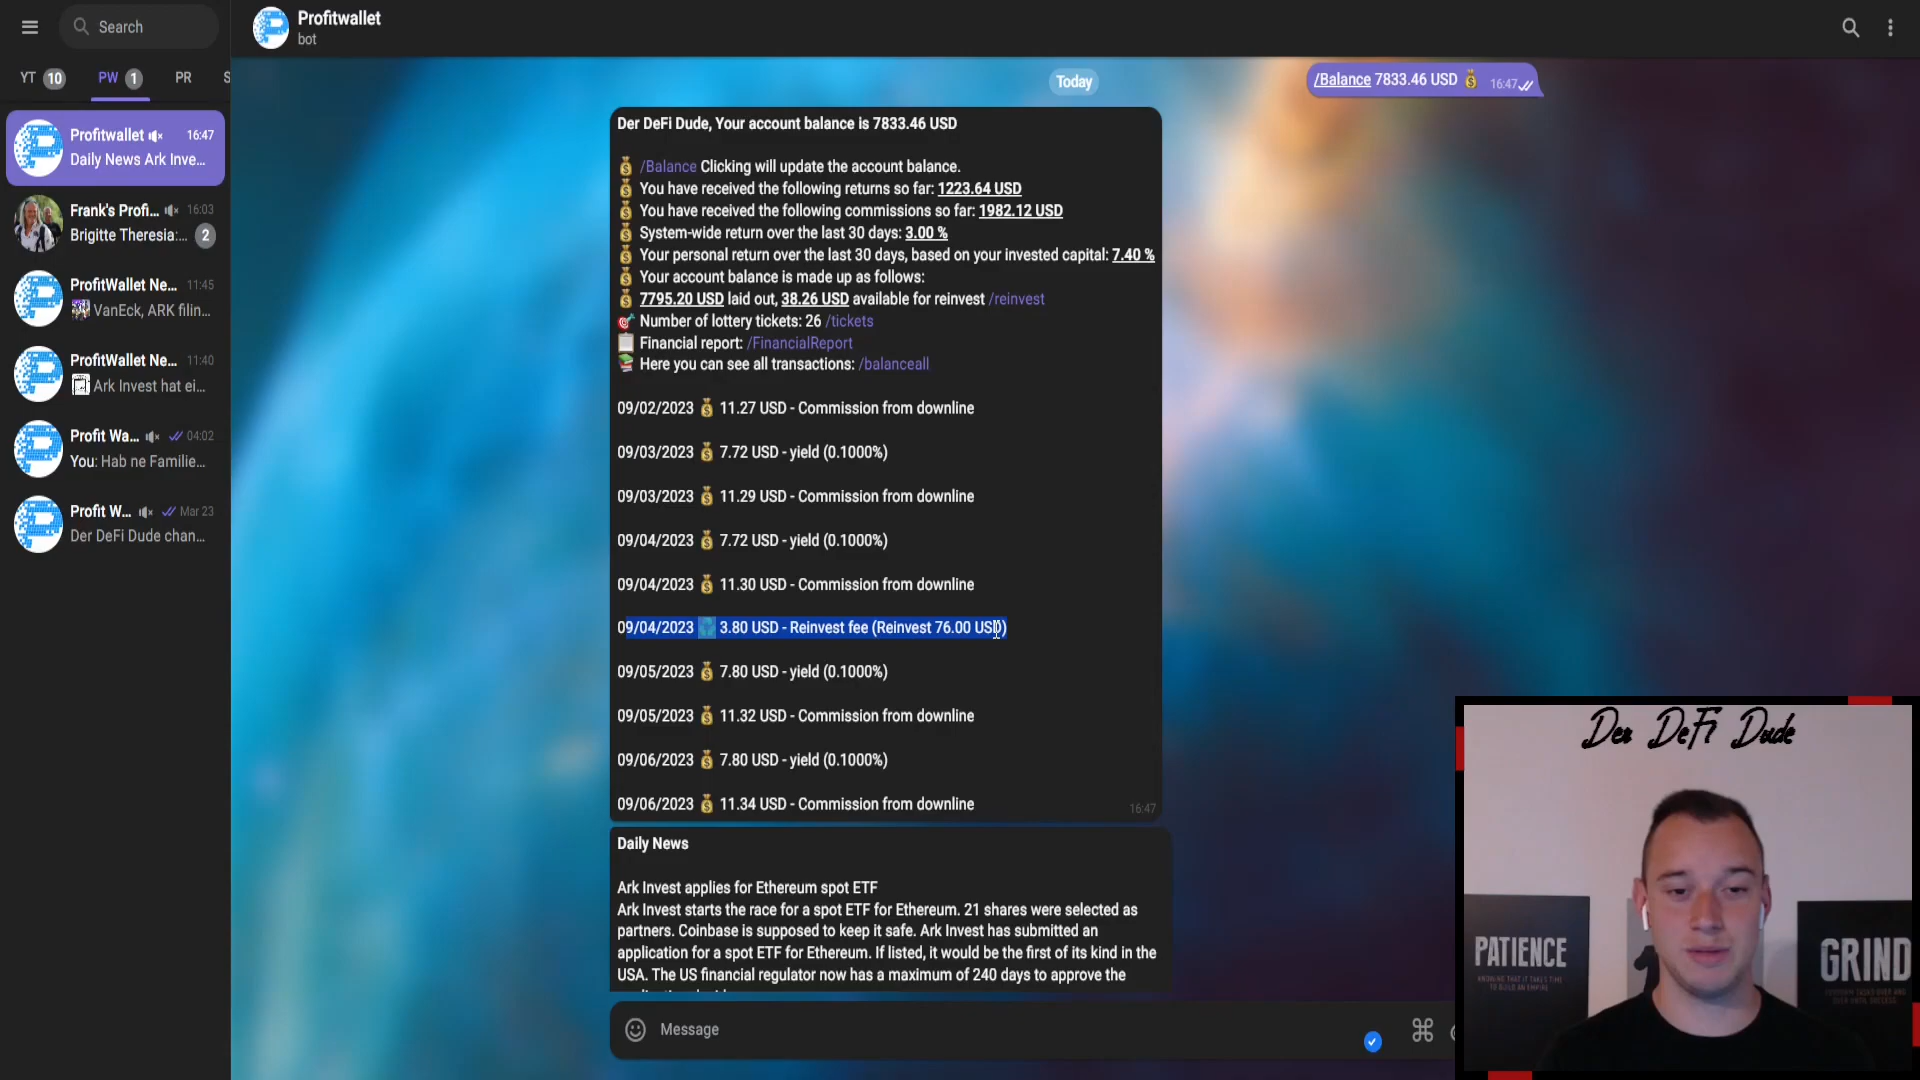 Search
YT 10
PW 1
PR
S
Profitwallet 16:47
Daily News Ark Inve...
Frank's Profi... 16:03
Brigitte Theresia:... 2
ProfitWallet Ne... 11:45
VanEck, ARK filin...
ProfitWallet Ne... 11:40
Ark Invest hat ei...
Profit Wa... 04:02
You: Hab ne Familie...
Profit W... Mar 23
Der DeFi Dude chan...
Profitwallet
bot
Today
/Balance 7833.46 USD 16:47
Der DeFi Dude, Your account balance is 7833.46 USD
/Balance Clicking will update the account balance.
You have received the following returns so far: 1223.64 USD
You have received the following commissions so far: 1982.12 USD
System-wide return over the last 30 days: 3.00 %
Your personal return over the last 30 days, based on your invested capital: 7.40 %
Your account balance is made up as follows:
7795.20 USD laid out, 38.26 USD available for reinvest /reinvest
Number of lottery tickets: 26 /tickets
Financial report: /FinancialReport
Here you can see all transactions: /balanceall
09/02/2023 11.27 USD - Commission from downline
09/03/2023 7.72 USD - yield (0.1000%)
09/03/2023 11.29 USD - Commission from downline
09/04/2023 7.72 USD - yield (0.1000%)
09/04/2023 11.30 USD - Commission from downline
09/04/2023 3.80 USD - Reinvest fee (Reinvest 76.00 USD)
09/05/2023 7.80 USD - yield (0.1000%)
09/05/2023 11.32 USD - Commission from downline
09/06/2023 7.80 USD - yield (0.1000%)
09/06/2023 11.34 USD - Commission from downline
16:47
Daily News
Ark Invest applies for Ethereum spot ETF
Ark Invest starts the race for a spot ETF for Ethereum. 21 shares were selected as
partners. Coinbase is supposed to keep it safe. Ark Invest has submitted an
application for a spot ETF for Ethereum. If listed, it would be the first of its kind in the
USA. The US financial regulator now has a maximum of 240 days to approve the
Message
Der DeFi Dude
PATIENCE
KNOWING THAT IT TAKES TIME
TO BUILD AN EMPIRE
GRIND